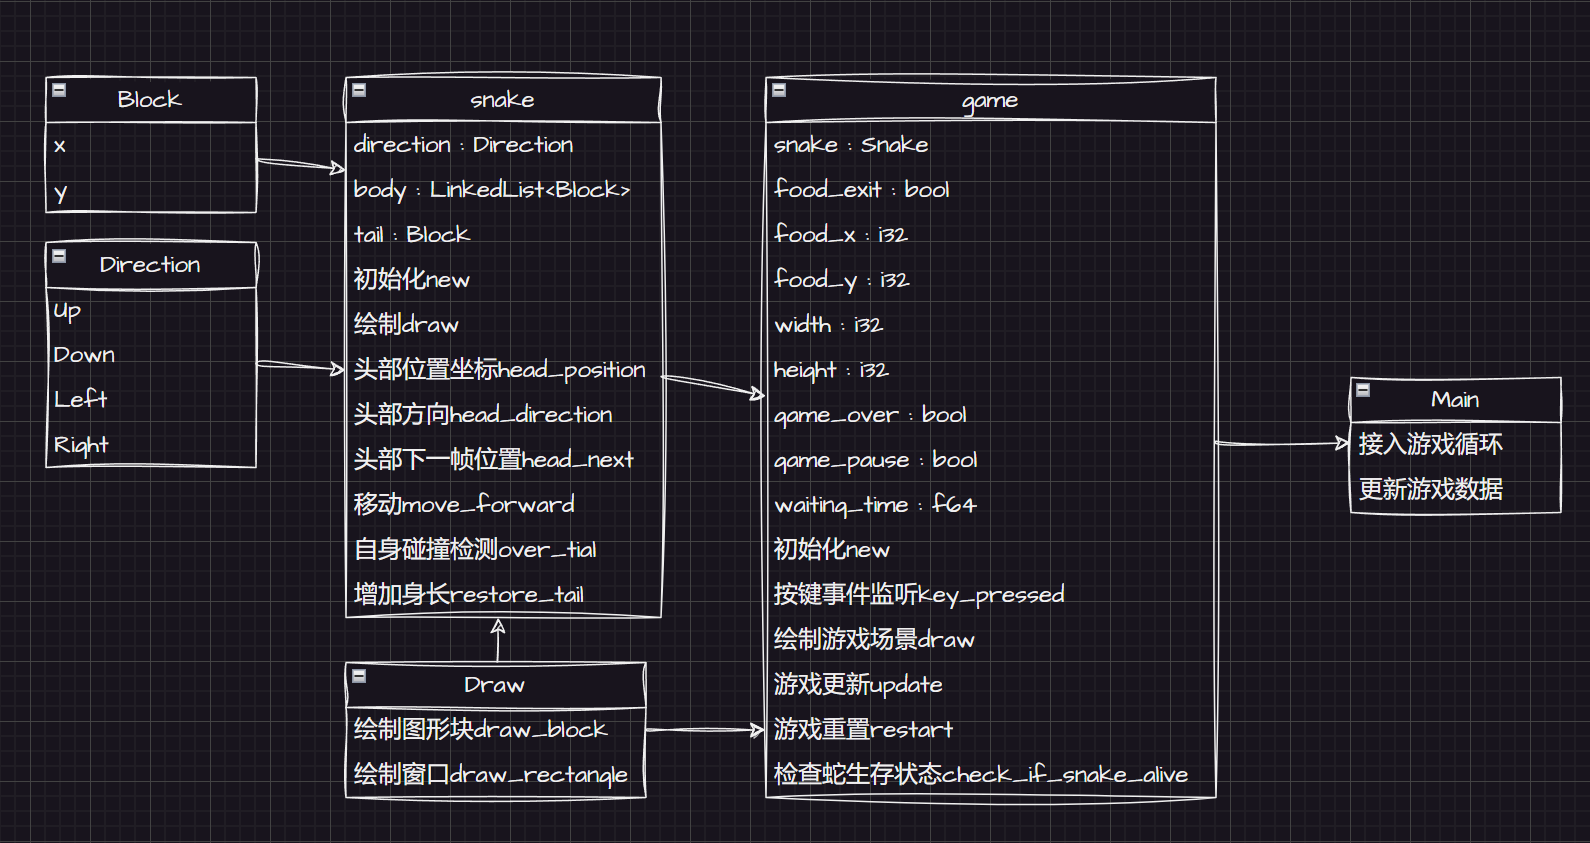 Block
x
y
Direction
Up
Down
Left
Right
snake
direction : Direction
body : LinkedList<Block>
tail : Block
初始化new
绘制draw
头部位置坐标head_position
头部方向head_direction
头部下一帧位置head_next
移动move_forward
自身碰撞检测over_tial
增加身长restore_tail
Draw
绘制图形块draw_block
绘制窗口draw_rectangle
game
snake : Snake
food_exit : bool
food_x : i32
food_y : i32
width : i32
height : i32
game_over : bool
game_pause : bool
waiting_time : f64
初始化new
按键事件监听key_pressed
绘制游戏场景draw
游戏更新update
游戏重置restart
检查蛇生存状态check_if_snake_alive
Main
接入游戏循环
更新游戏数据